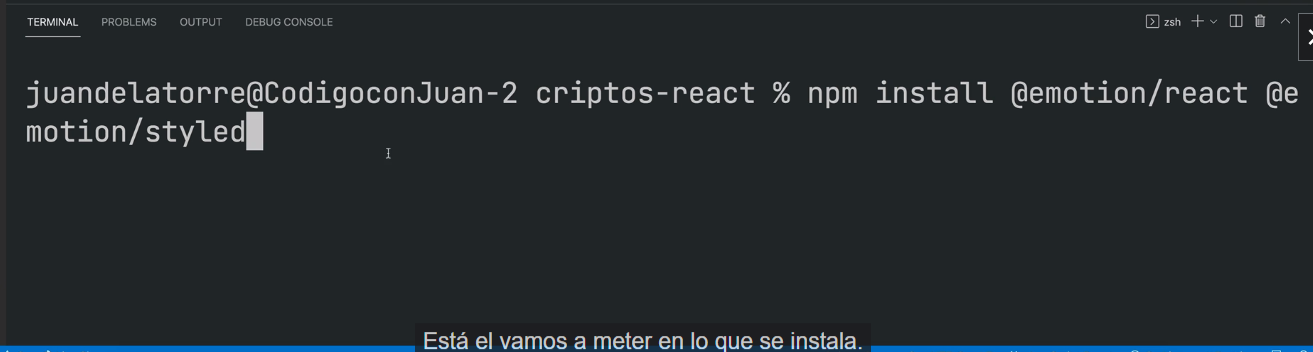 TERMINAL PROBLEMS OUTPUT DEBUG CONSOLE zsh
juandelatorre@CodigoconJuan-2 criptos-react % npm install @emotion/react @e
motion/styled
Está el vamos a meter en lo que se instala.